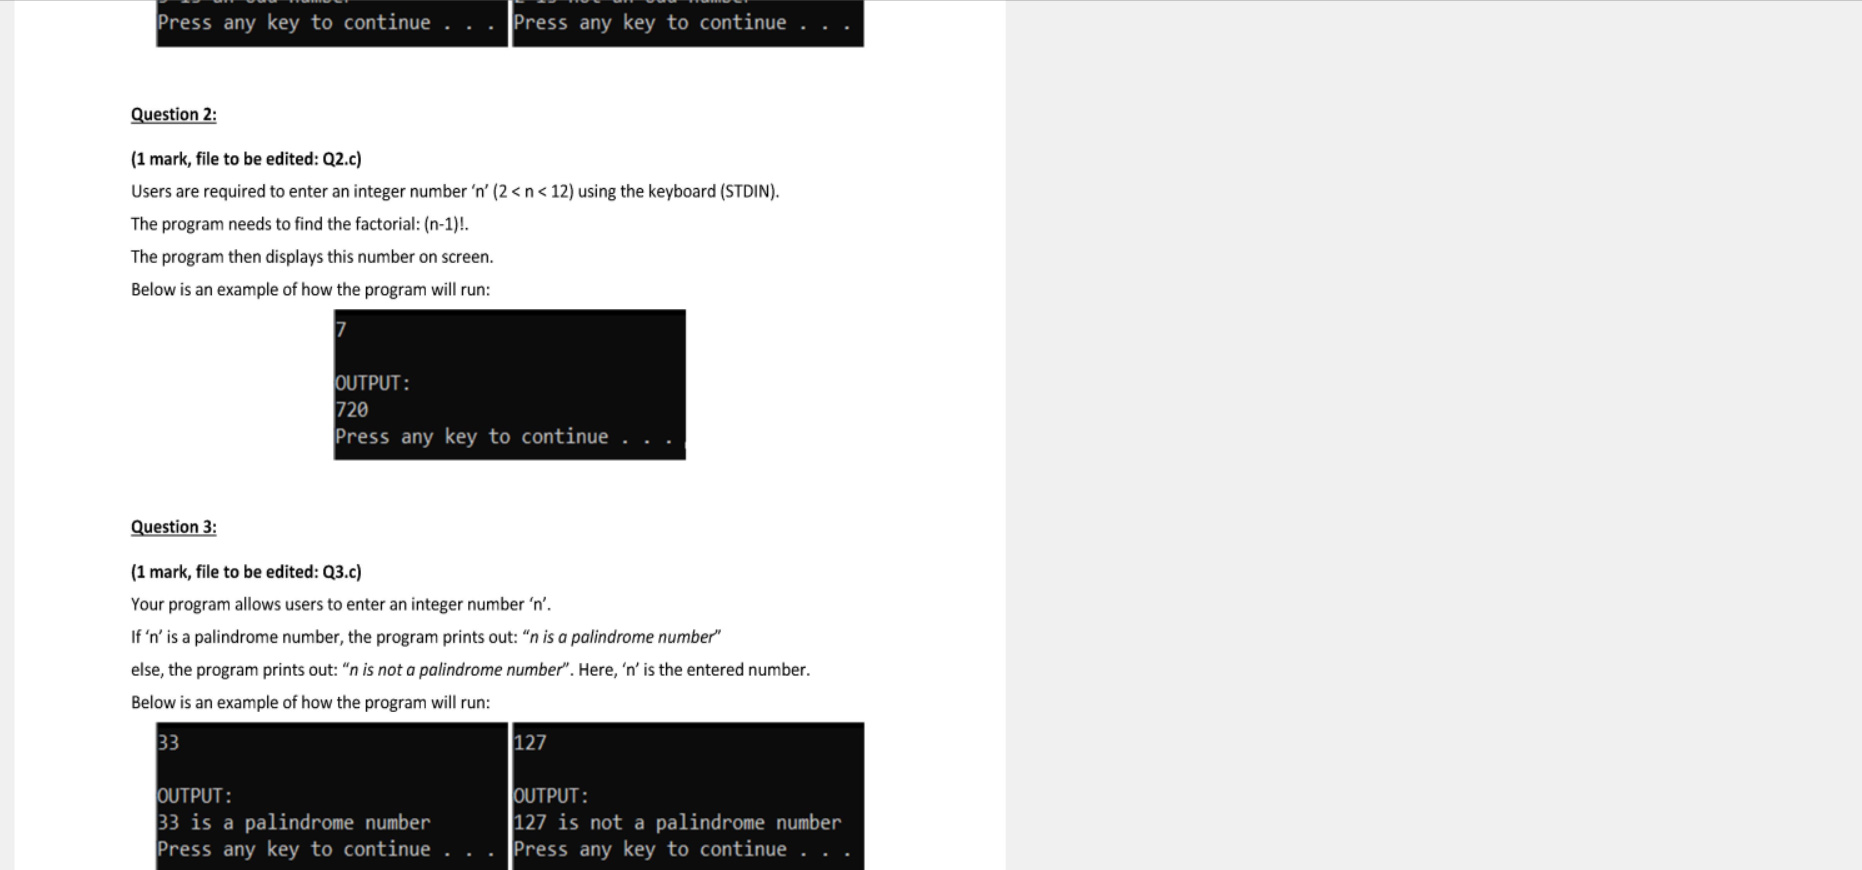 Press any key to continue . . .
Press any key to continue . . .
Question 2:
(1 mark, file to be edited: Q2.c)
Users are required to enter an integer number ‘n’ (2 < n < 12) using the keyboard (STDIN).
The program needs to find the factorial: (n-1)!.
The program then displays this number on screen.
Below is an example of how the program will run:
7
OUTPUT:
720
Press any key to continue . . .
Question 3:
(1 mark, file to be edited: Q3.c)
Your program allows users to enter an integer number ‘n’.
If ‘n’ is a palindrome number, the program prints out: “n is a palindrome number”
else, the program prints out: “n is not a palindrome number”. Here, ‘n’ is the entered number.
Below is an example of how the program will run:
33
OUTPUT:
33 is a palindrome number
Press any key to continue . . .
127
OUTPUT:
127 is not a palindrome number
Press any key to continue . . .